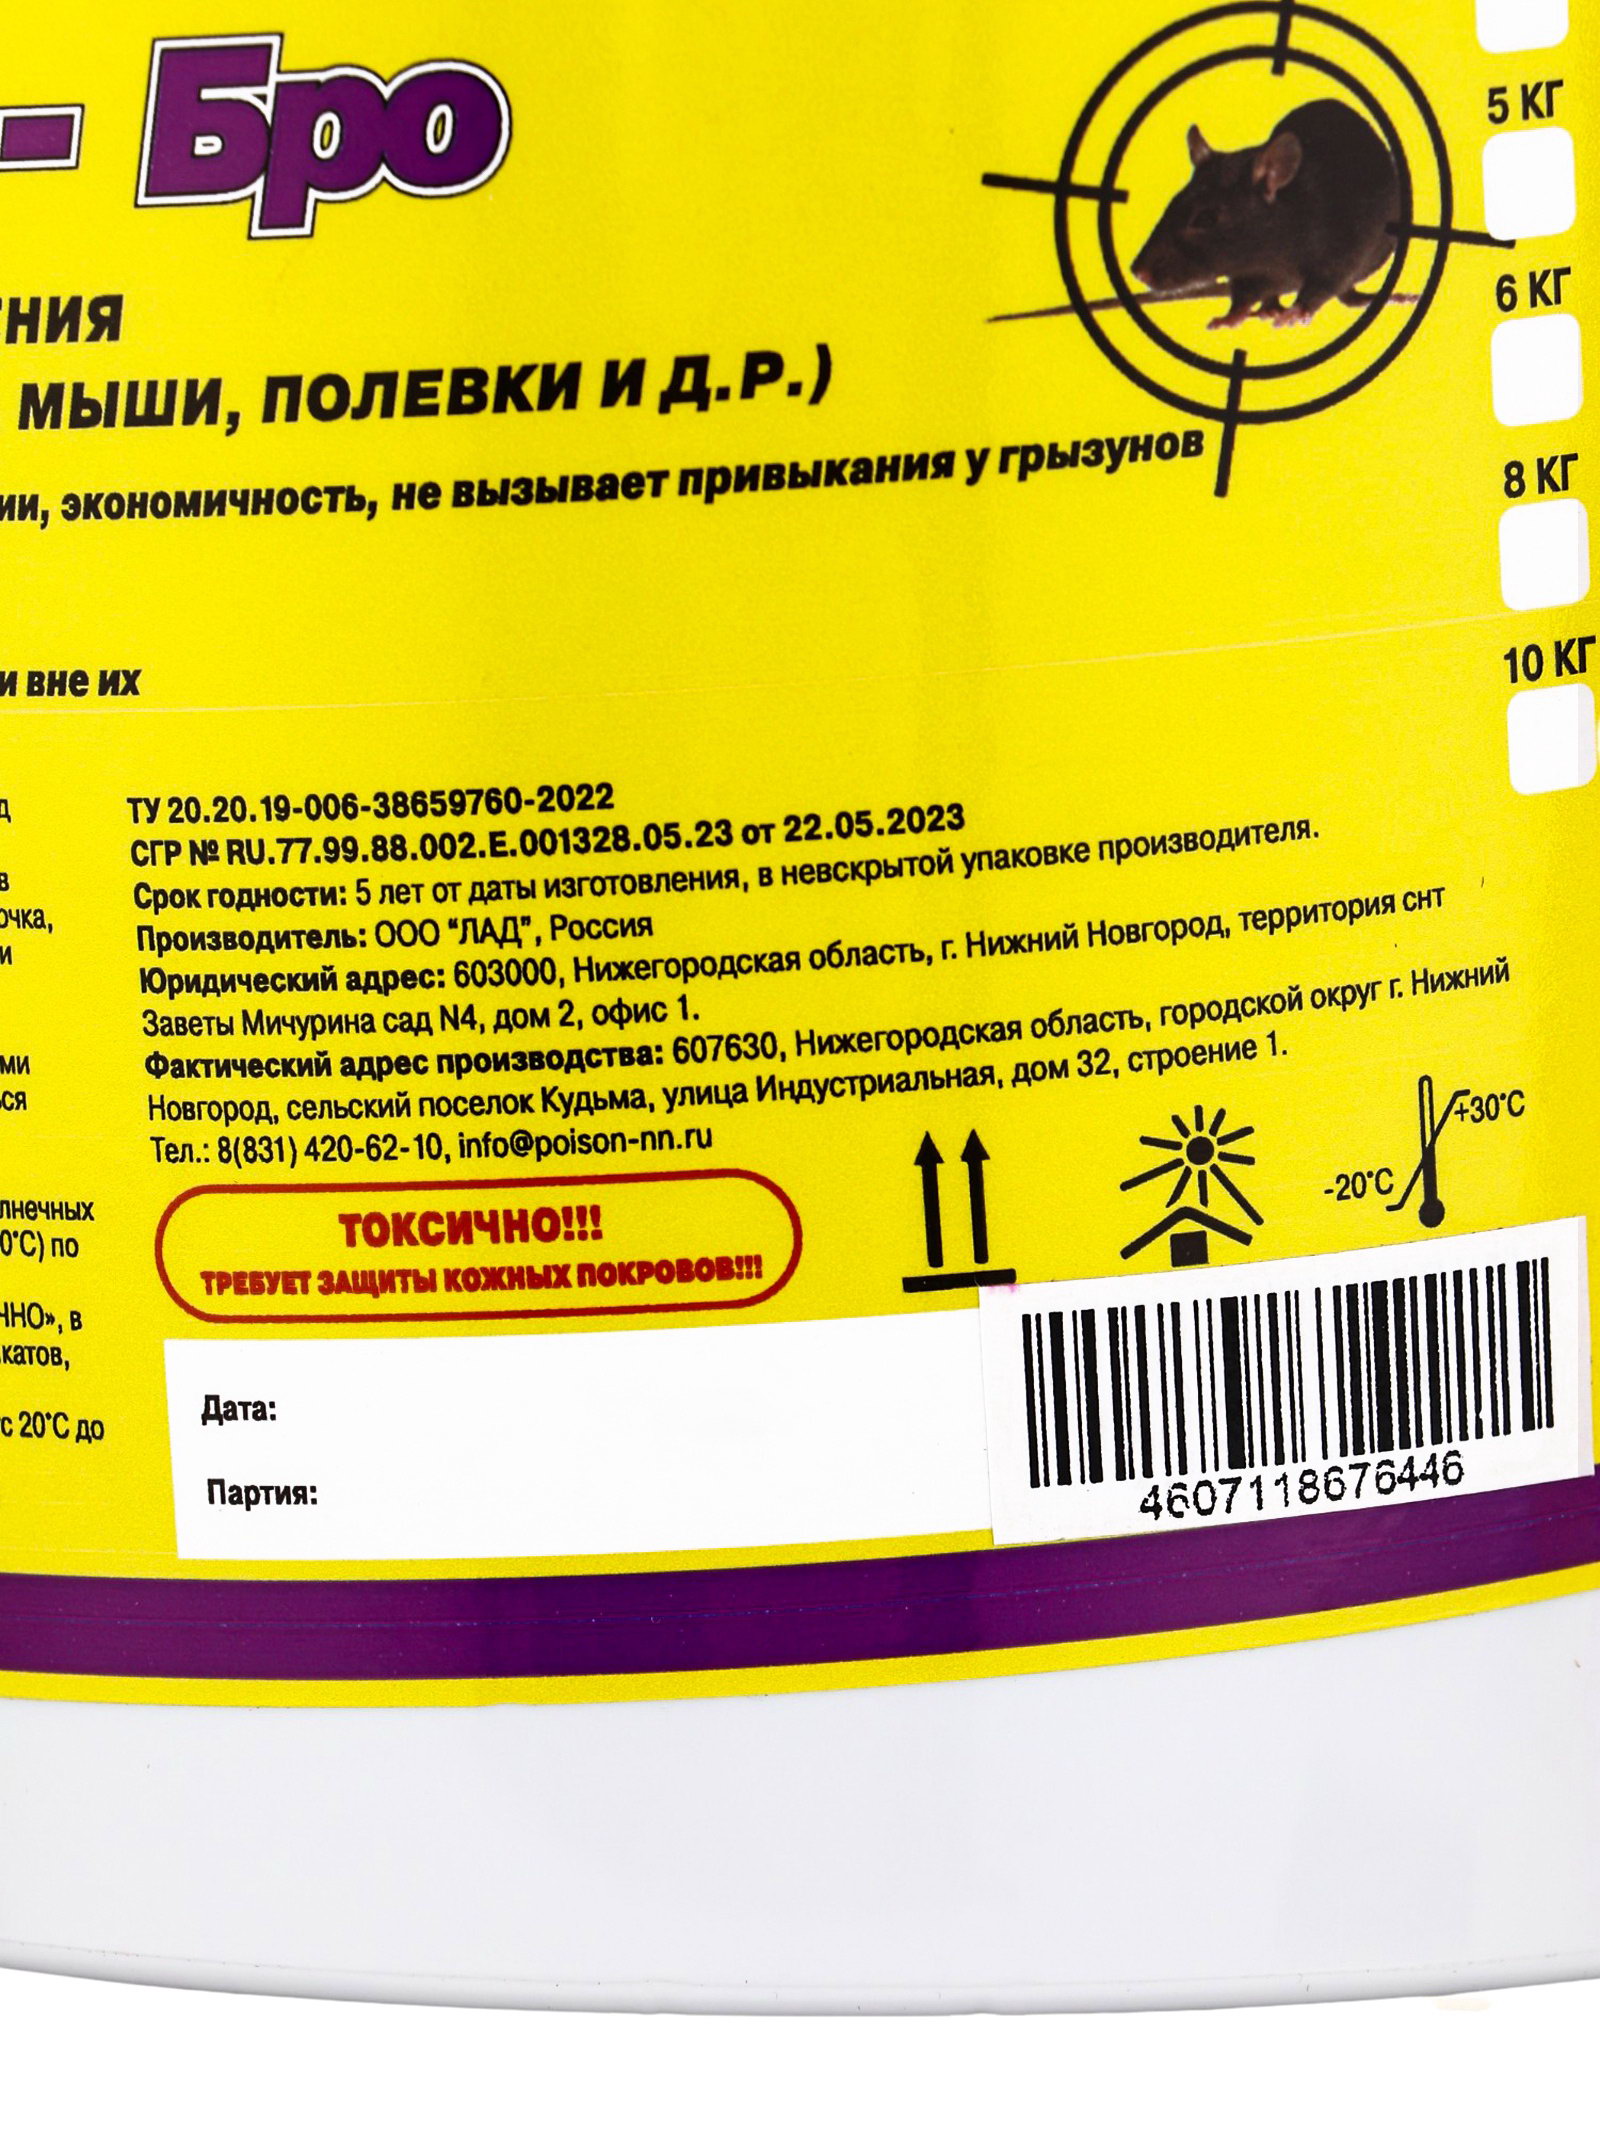 - Бро
5 КГ
6 КГ
8 КГ
10 КГ
МЫШИ, ПОЛЕВКИ И Д.Р.)
экономичность, не вызывает привыкания у грызунов
и вне их
ТУ 20.20.19-006-38659760-2022
СГР № RU.77.99.88.002.Е.001328.05.23 от 22.05.2023
Срок годности: 5 лет от даты изготовления, в невскрытой упаковке производителя.
Производитель: ООО “ЛАД”, Россия
Юридический адрес: 603000, Нижегородская область, г. Нижний Новгород, территория снт
Заветы Мичурина сад N4, дом 2, офис 1.
Фактический адрес производства: 607630, Нижегородская область, городской округ г. Нижний
Новгород, сельский поселок Кудьма, улица Индустриальная, дом 32, строение 1.
Тел.: 8(831) 420-62-10, info@poison-nn.ru
ТОКСИЧНО!!!
ТРЕБУЕТ ЗАЩИТЫ КОЖНЫХ ПОКРОВОВ!!!
+30°С
-20°С
Дата:
Партия:
4607118676446
по
в
и
с 20°С до